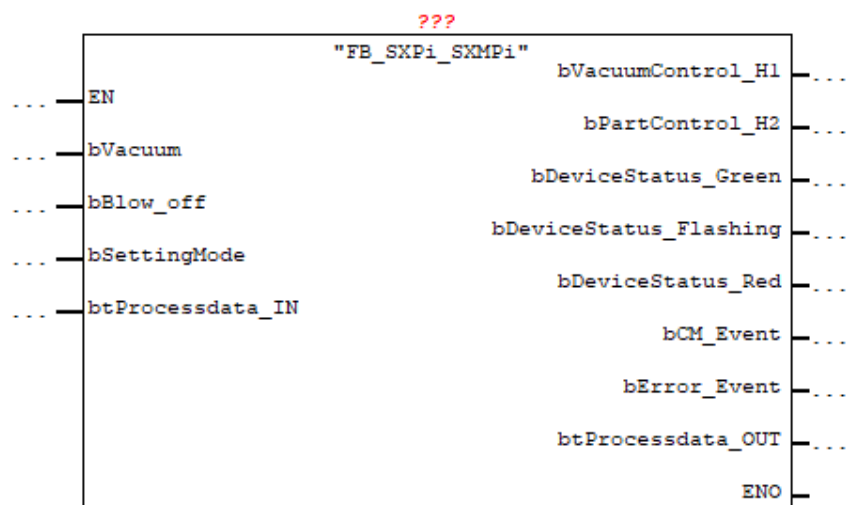 ???
"FB_SXPi_SXMPi"
bVacuumControl_H1 ...
... EN
bPartControl_H2 ...
... bVacuum
bDeviceStatus_Green ...
... bBlow_off
bDeviceStatus_Flashing ...
... bSettingMode
bDeviceStatus_Red ...
... btProcessdata_IN
bCM_Event ...
bError_Event ...
btProcessdata_OUT ...
ENO